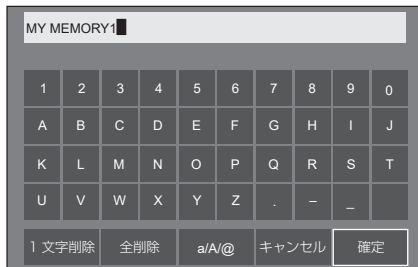 MY MEMORY1
1 2 3 4 5 6 7 8 9 0
A B C D E F G H I J
K L M N O P Q R S T
U V W X Y Z . – _
1 文字削除 全削除 a/A/@ キャンセル 確定